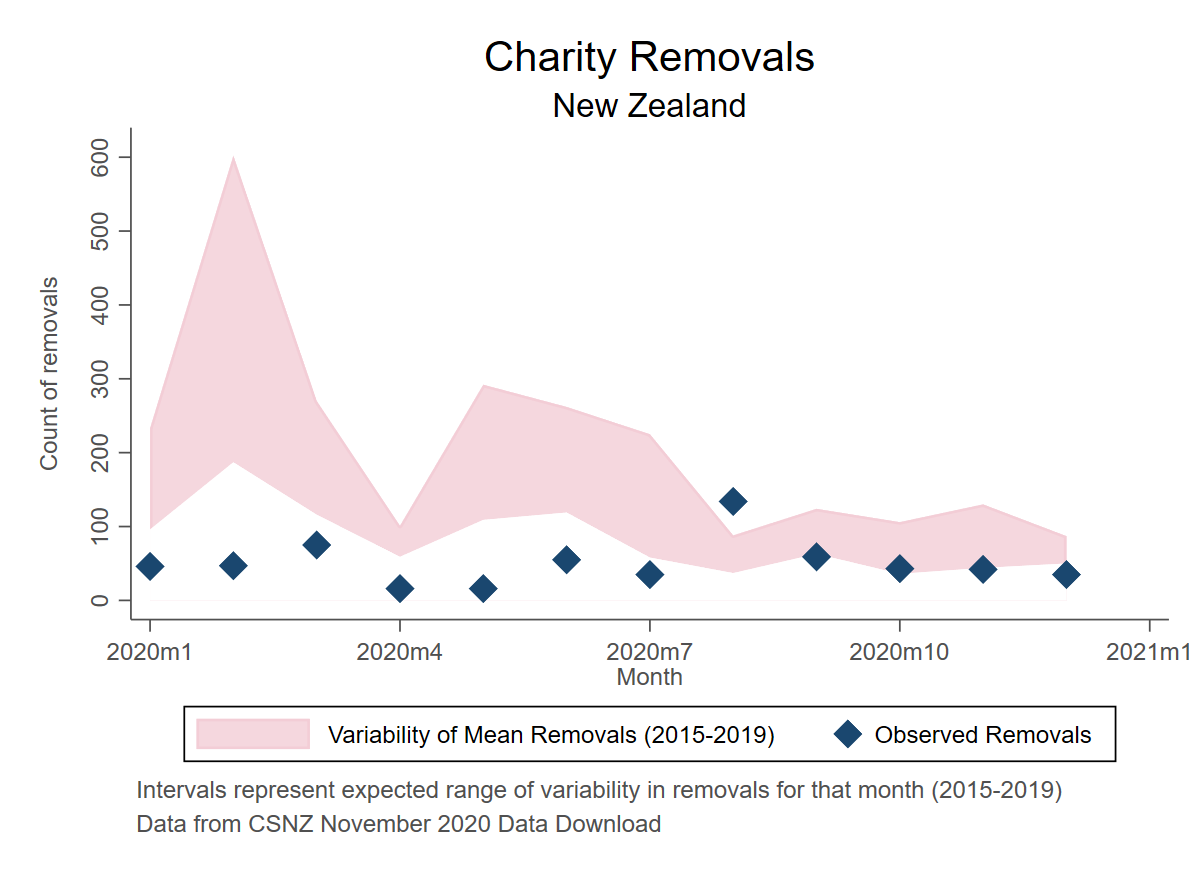 Charity Removals
New Zealand
Count of removals
600
500
400
300
200
100
0
2020m1 2020m4 2020m7 2020m10 2021m1
Month
Variability of Mean Removals (2015-2019) Observed Removals
Intervals represent expected range of variability in removals for that month (2015-2019)
Data from CSNZ November 2020 Data Download